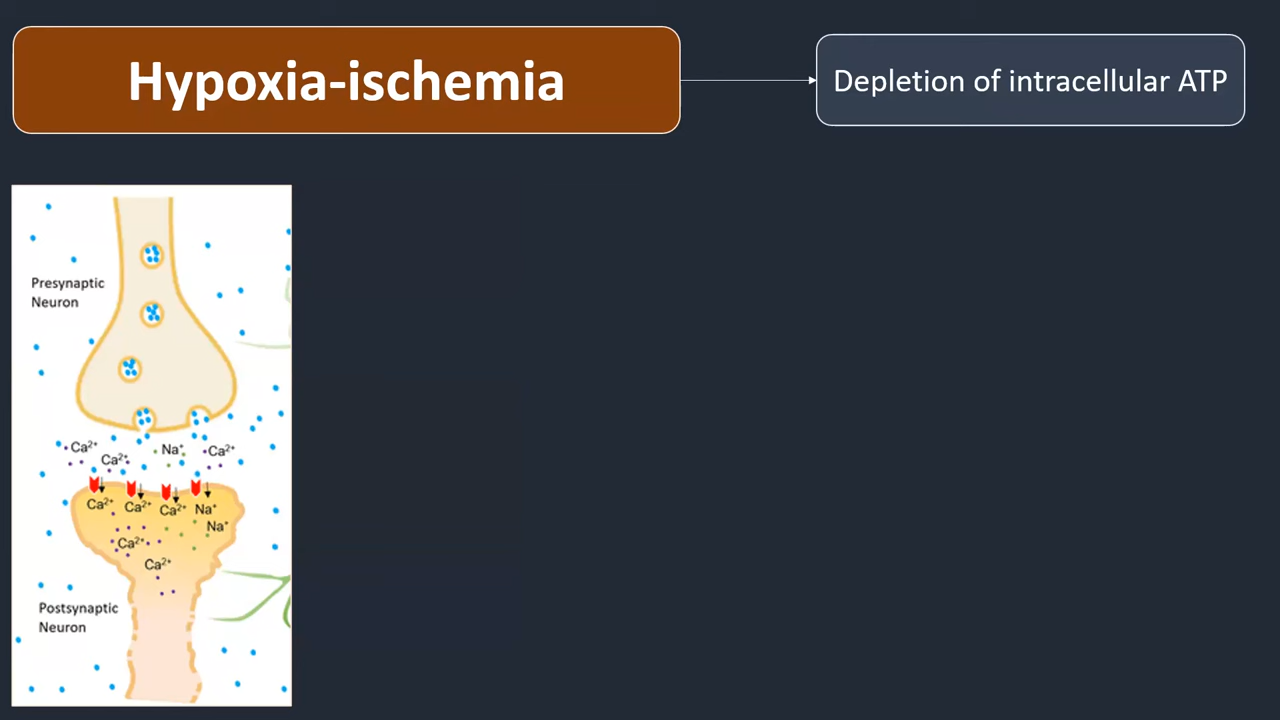 Hypoxia-ischemia
Depletion of intracellular ATP
Presynaptic
Neuron
Ca²⁺
Na⁺
Ca²⁺
Ca²⁺
Ca²⁺
Ca²⁺
Ca²⁺
Na⁺
Na⁺
Ca²⁺
Ca²⁺
Postsynaptic
Neuron